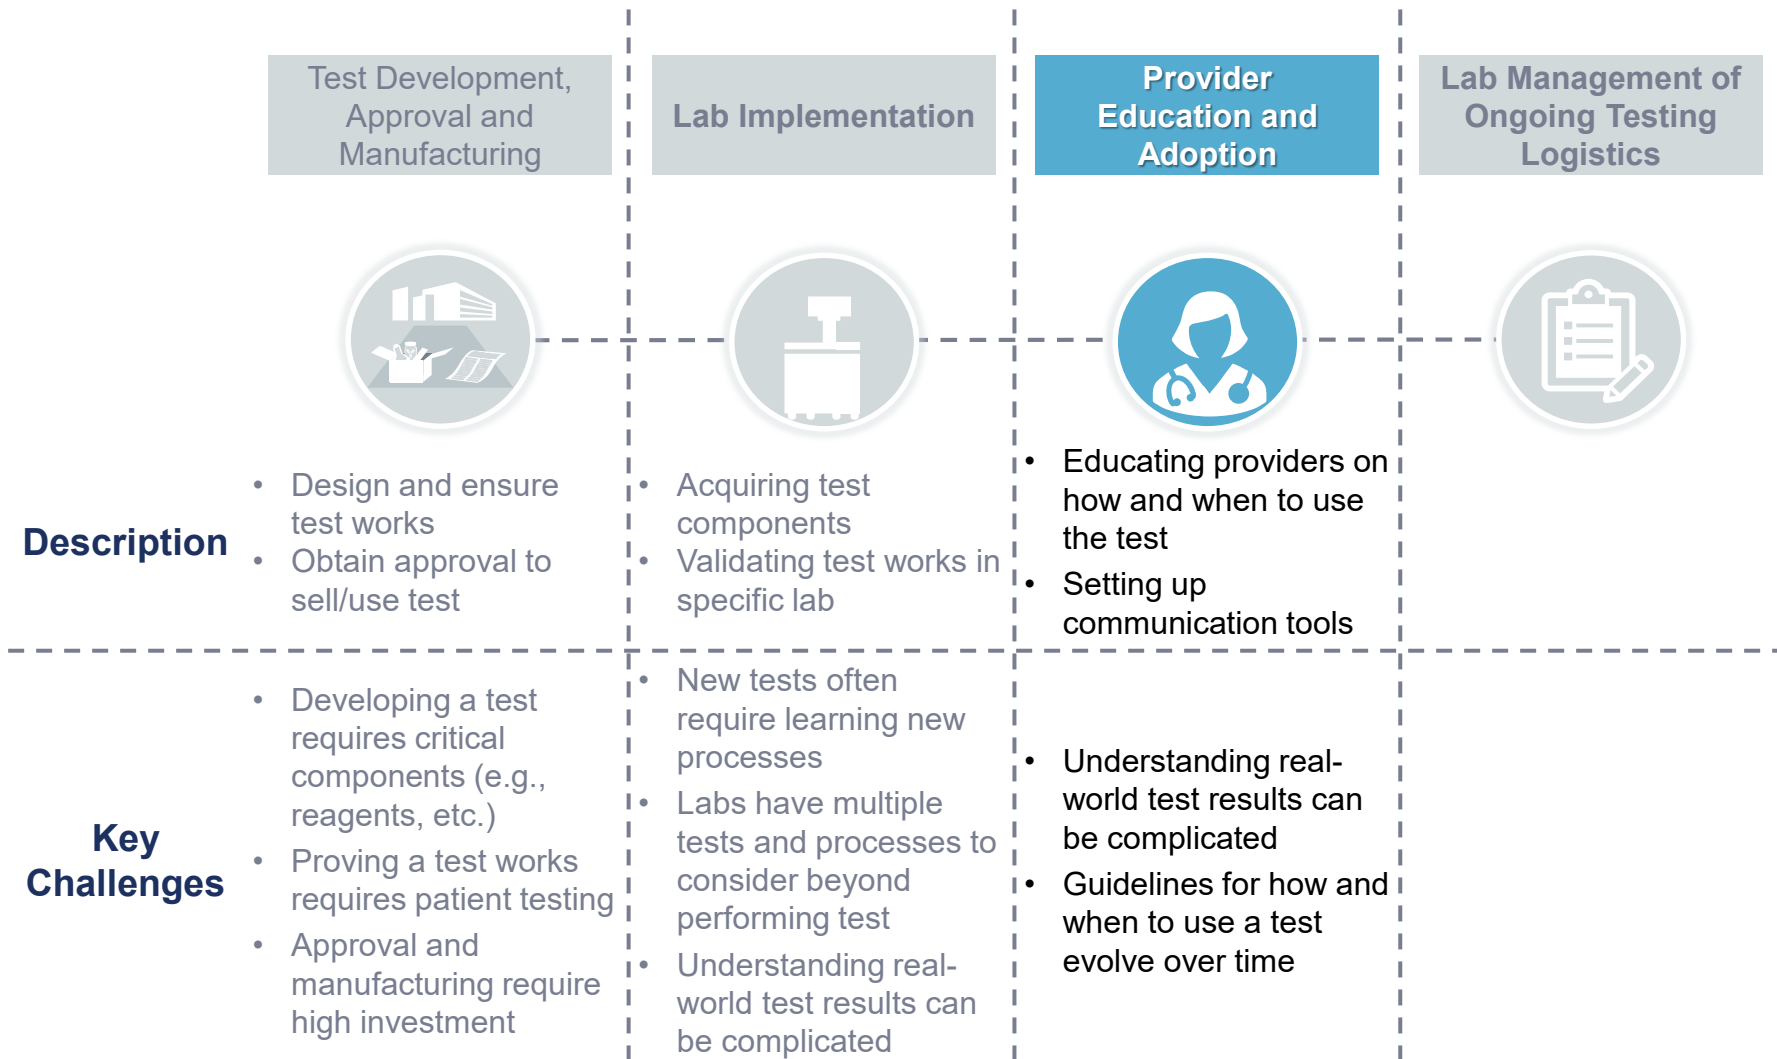 Test Development,
Approval and
Manufacturing
Lab Implementation
Provider
Education and
Adoption
Lab Management of
Ongoing Testing
Logistics
Description
• Design and ensure
test works
• Obtain approval to
sell/use test
• Acquiring test
components
• Validating test works in
specific lab
• Educating providers on
how and when to use
the test
• Setting up
communication tools
Key
Challenges
• Developing a test
requires critical
components (e.g.,
reagents, etc.)
• Proving a test works
requires patient testing
• Approval and
manufacturing require
high investment
• New tests often
require learning new
processes
• Labs have multiple
tests and processes to
consider beyond
performing test
• Understanding real-
world test results can
be complicated
• Understanding real-
world test results can
be complicated
• Guidelines for how and
when to use a test
evolve over time